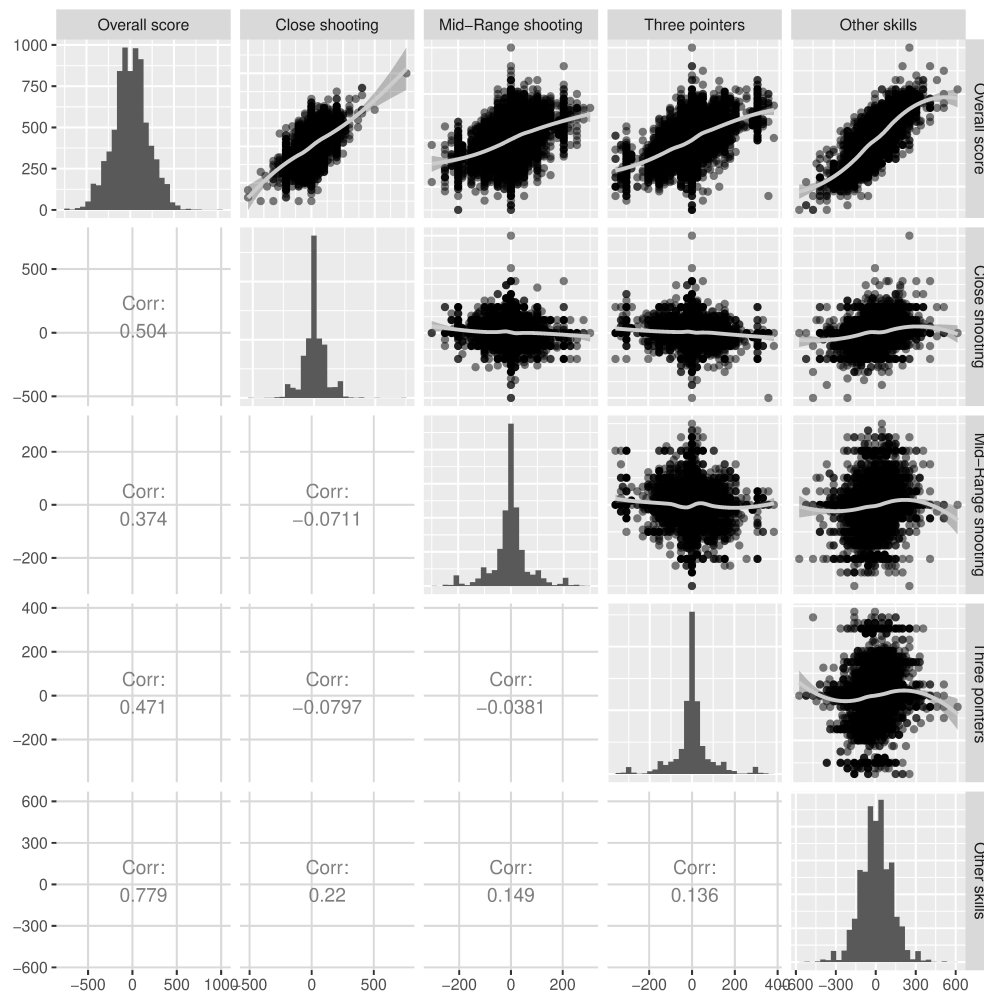 Overall score Close shooting Mid−Range shooting Three pointers Other skills
1000
750
500
250
0
Overall score
500
0
−500
Corr:
0.504
Close shooting
200
0
−200
Corr:
0.374
Corr:
−0.0711
Mid−Range shooting
400
200
0
−200
Corr:
0.471
Corr:
−0.0797
Corr:
−0.0381
Three pointers
600
300
0
−300
−600
Corr:
0.779
Corr:
0.22
Corr:
0.149
Corr:
0.136
Other skills
−500 0 500 1000 −500 0 500 −200 0 200 −200 0 200 400 −600 −300 0 300 600